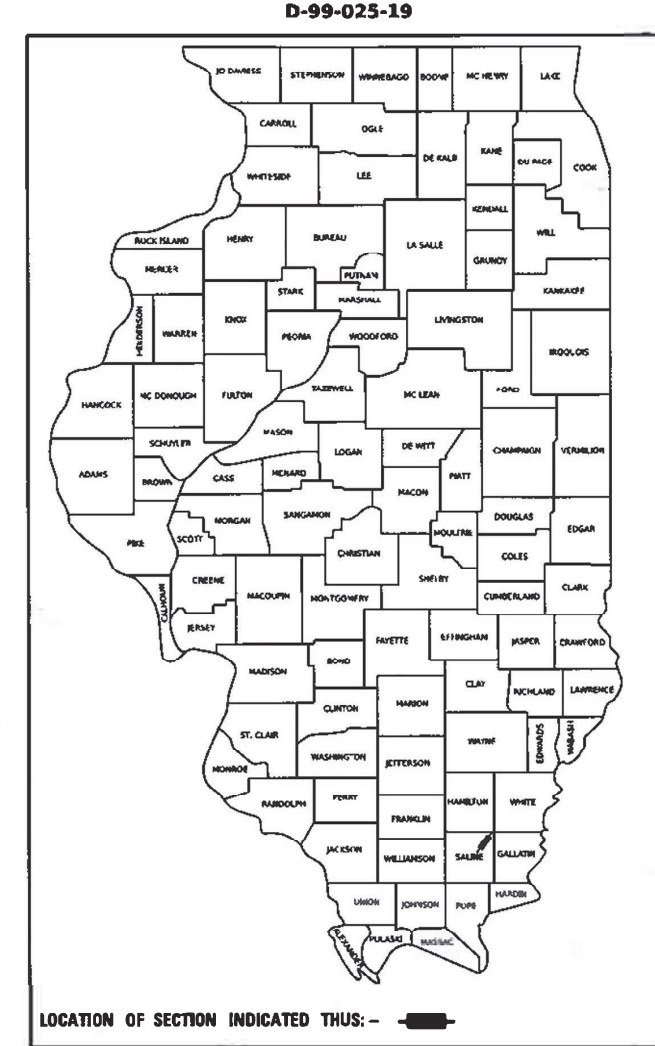 D-99-025-19
JO DAVIESS STEPHENSON WINNEBAGO BOONE MC HENRY LAKE
CARROLL OGLE
DE KALB KANE DU PAGE COOK
WHITESIDE LEE
KENDALL
ROCK ISLAND HENRY BUREAU LA SALLE WILL
GRUNDY
MERCER PUTNAM
STARK KANKAKEE
MARSHALL
HENDERSON WARREN KNOX LIVINGSTON
PEORIA WOODFORD
IROQUOIS
TAZEWELL FORD
HANCOCK MC DONOUGH FULTON MC LEAN
MASON
SCHUYLER DE WITT
LOGAN CHAMPAIGN VERMILION
ADAMS BROWN CASS MENARD PIATT
MACON
MORGAN SANGAMON DOUGLAS
SCOTT MOULTRIE EDGAR
PIKE CHRISTIAN COLES
SHELBY
CALHOUN GREENE MACOUPIN MONTGOMERY CUMBERLAND CLARK
JERSEY
FAYETTE EFFINGHAM JASPER CRAWFORD
BOND
MADISON
CLAY RICHLAND LAWRENCE
CLINTON MARION
ST. CLAIR EDWARDS WABASH
WAYNE
WASHINGTON JEFFERSON
MONROE
RANDOLPH PERRY HAMILTON WHITE
FRANKLIN
JACKSON
WILLIAMSON SALINE GALLATIN
UNION JOHNSON POPE HARDIN
ALEXANDER PULASKI MASSAC
LOCATION OF SECTION INDICATED THUS: -